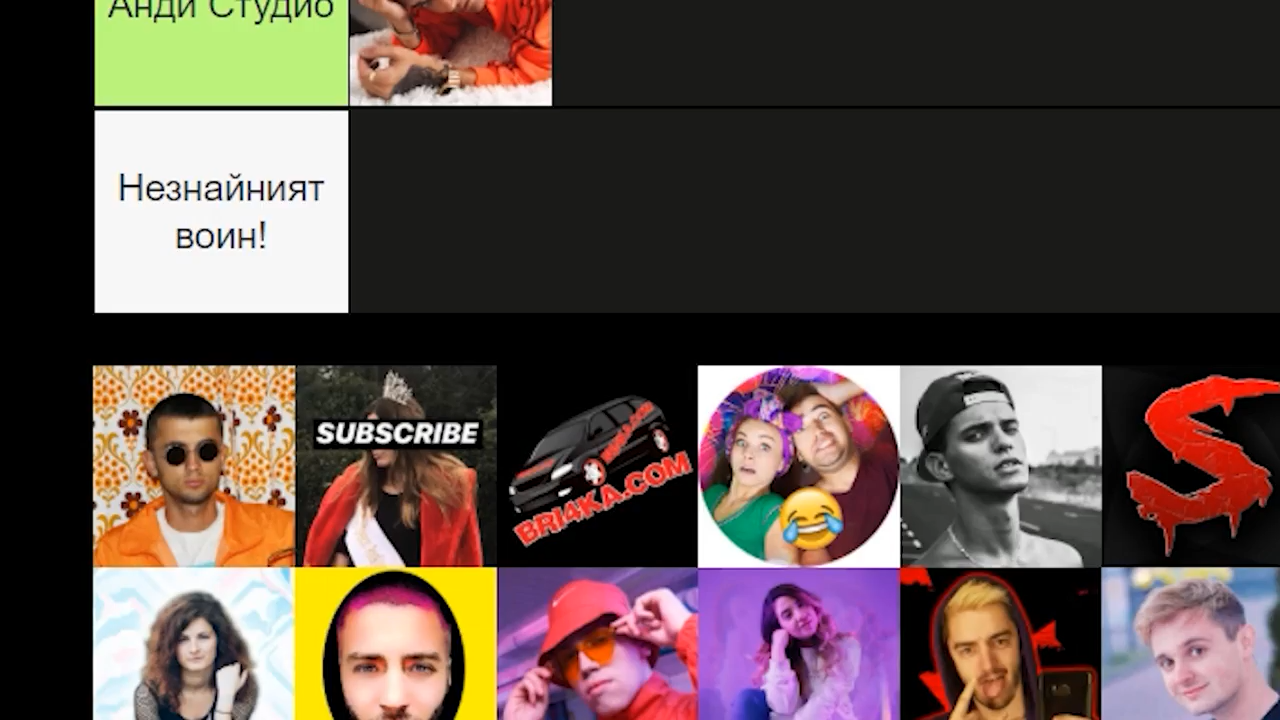 Анди Студио
Незнайният
воин!
SUBSCRIBE
BRI4KA.COM
S